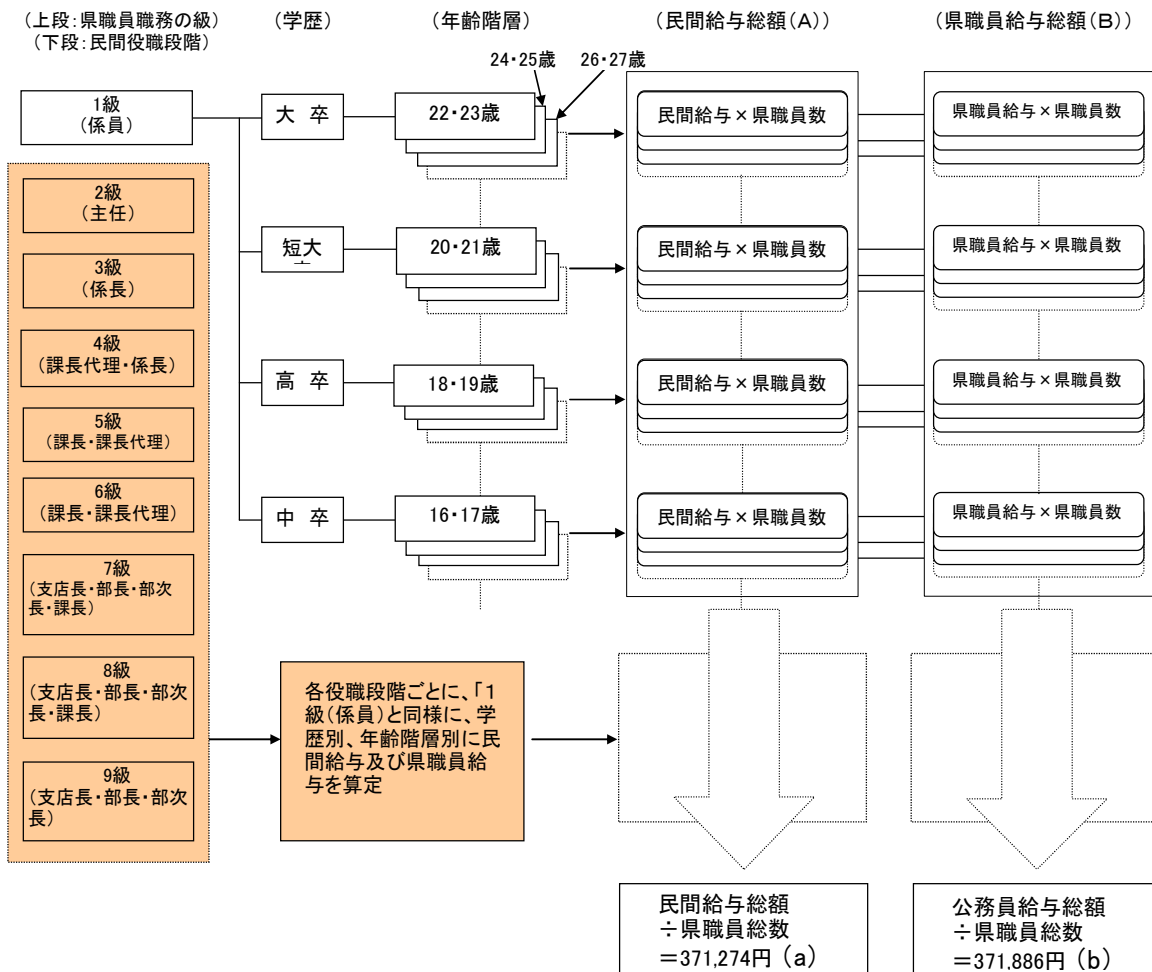 (上段:県職員職務の級)
(下段:民間役職段階)
(学歴)
(年齢階層)
(民間給与総額(A))
(県職員給与総額(B))
24・25歳
26・27歳
1級
(係員)
大 卒
22・23歳
民間給与×県職員数
県職員給与×県職員数
2級
(主任)
短大
20・21歳
民間給与×県職員数
県職員給与×県職員数
3級
(係長)
4級
(課長代理・係長)
高 卒
18・19歳
民間給与×県職員数
県職員給与×県職員数
5級
(課長・課長代理)
6級
(課長・課長代理)
中 卒
16・17歳
民間給与×県職員数
県職員給与×県職員数
7級
(支店長・部長・部次
長・課長)
8級
(支店長・部長・部次
長・課長)
9級
(支店長・部長・部次
長)
各役職段階ごとに、「1
級(係員)と同様に、学
歴別、年齢階層別に民
間給与及び県職員給
与を算定
民間給与総額
÷県職員総数
=371,274円 (a)
公務員給与総額
÷県職員総数
=371,886円 (b)